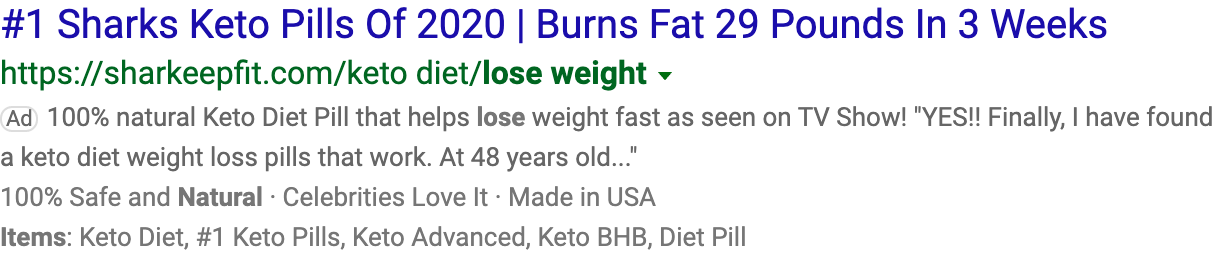 #1 Sharks Keto Pills Of 2020 | Burns Fat 29 Pounds In 3 Weeks
https://sharkeepfit.com/keto diet/lose weight
Ad 100% natural Keto Diet Pill that helps lose weight fast as seen on TV Show! "YES!! Finally, I have found
a keto diet weight loss pills that work. At 48 years old..."
100% Safe and Natural · Celebrities Love It · Made in USA
Items: Keto Diet, #1 Keto Pills, Keto Advanced, Keto BHB, Diet Pill